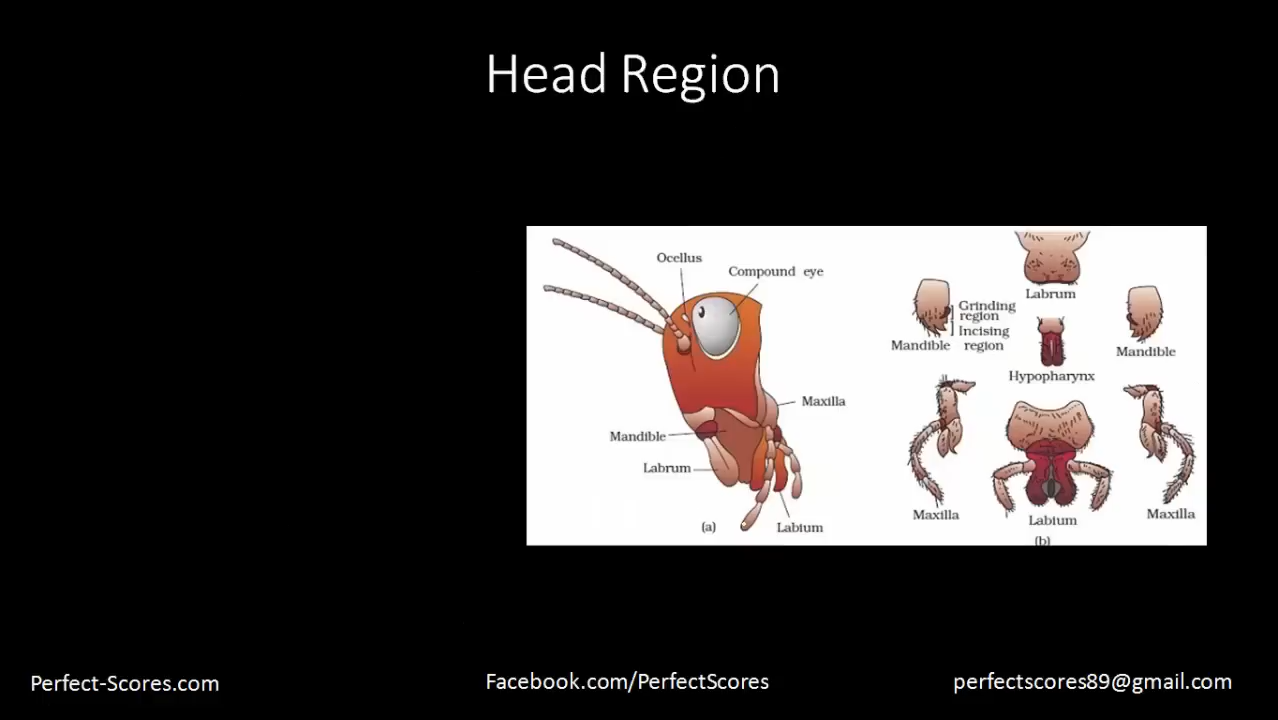 Head Region
Ocellus
Compound eye
Maxilla
Mandible
Labrum
Labium
(a)
Labrum
Grinding
region
Incising
region
Mandible
Mandible
Hypopharynx
Maxilla
Labium
Maxilla
(b)
Perfect-Scores.com
Facebook.com/PerfectScores
perfectscores89@gmail.com